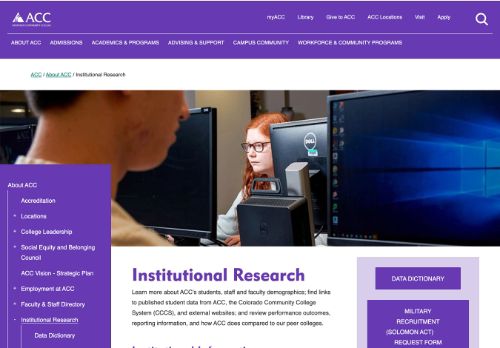 ACC
myACC Library Give to ACC ACC Locations Visit Apply
ABOUT ACC ADMISSIONS ACADEMICS & PROGRAMS ADVISING & SUPPORT CAMPUS COMMUNITY WORKFORCE & COMMUNITY PROGRAMS
ACC / About ACC / Institutional Research
DELL
About ACC
Accreditation
Locations
College Leadership
Social Equity and Belonging
Council
ACC Vision - Strategic Plan
Employment at ACC
Faculty & Staff Directory
Institutional Research
Data Dictionary
Institutional Research
Learn more about ACC's students, staff and faculty demographics; find links
to published student data from ACC, the Colorado Community College
System (CCCS), and external websites; and review performance outcomes,
reporting information, and how ACC does compared to our peer colleges.
DATA DICTIONARY
MILITARY
RECRUITMENT
(SOLOMON ACT)
REQUEST FORM